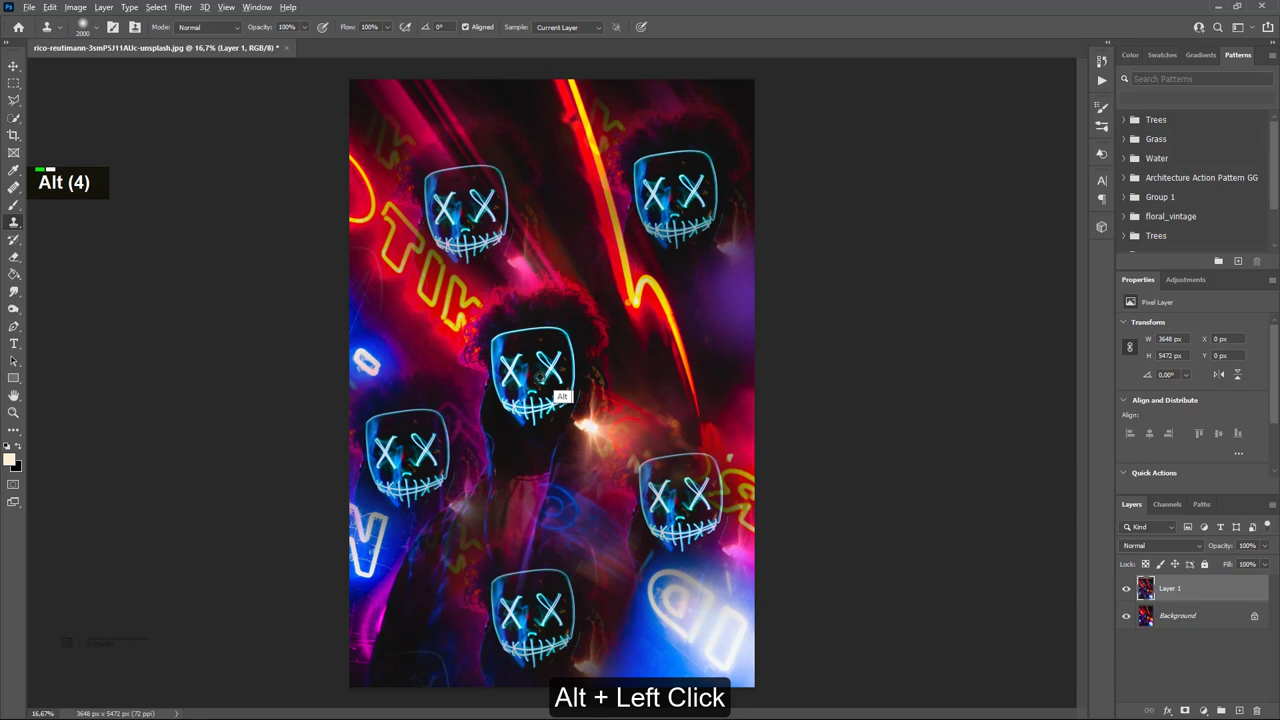 Ps File Edit Image Layer Type Select Filter 3D View Window Help
2000 Mode: Normal Opacity: 100% Flow: 100% 0° Aligned Sample: Current Layer
rico-reutimann-3smP5J11AUc-unsplash.jpg @ 16,7% (Layer 1, RGB/8) * ×
Color Swatches Gradients Patterns
Search Patterns
Trees
Grass
Water
Architecture Action Pattern GG
Group 1
floral_vintage
Trees
Alt (4)
Alt
Properties Adjustments
Pixel Layer
Transform
W 3648 px X 0 px
H 5472 px Y 0 px
0,00°
Align and Distribute
Align:
•••
Quick Actions
Layers Channels Paths
Kind
Normal Opacity: 100%
Lock: Fill: 100%
Layer 1
Background
Alt + Left Click
16,67% 3648 px x 5472 px (72 ppi)